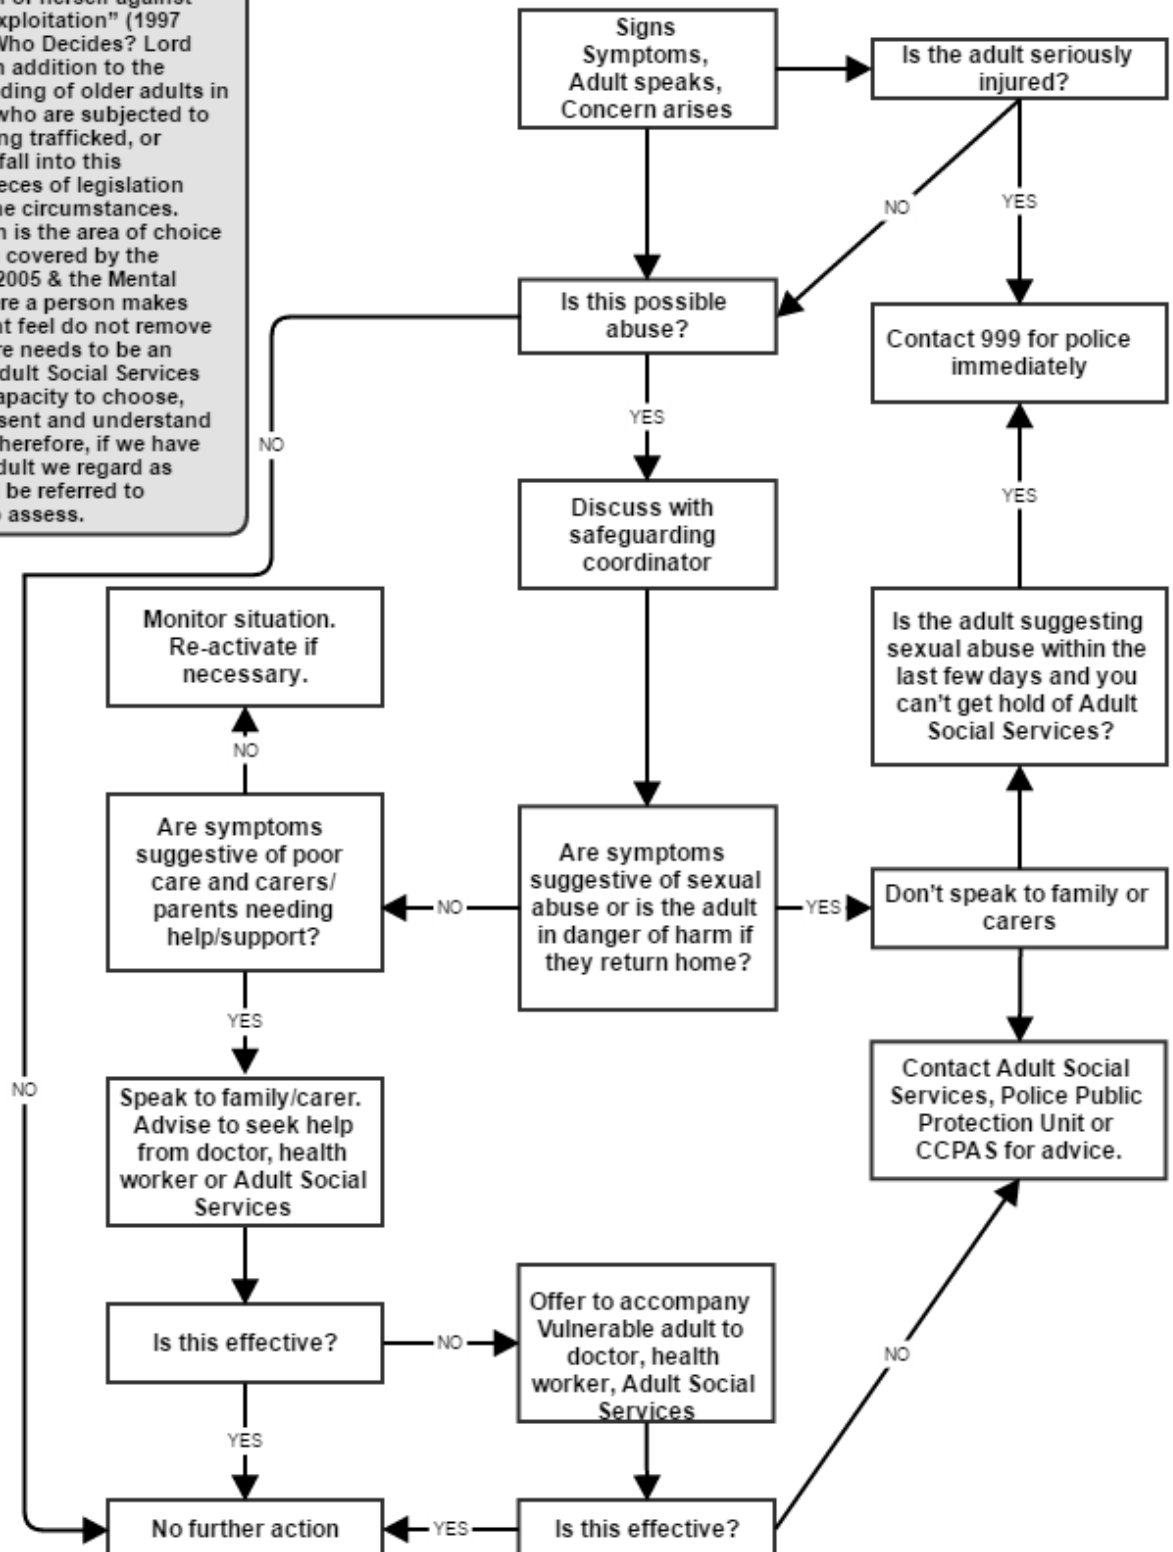 xploitation” (1997
Who Decides? Lord
n addition to the
ding of older adults in
who are subjected to
ng trafficked, or
fall into this
eces of legislation
ne circumstances.
n is the area of choice
covered by the
2005 & the Mental
re a person makes
nt feel do not remove
re needs to be an
dult Social Services
apacity to choose,
sent and understand
herefore, if we have
dult we regard as
be referred to
o assess.
Signs
Symptoms,
Adult speaks,
Concern arises
Is the adult seriously
injured?
NO
YES
Is this possible
abuse?
Contact 999 for police
immediately
NO
YES
YES
Discuss with
safeguarding
coordinator
Monitor situation.
Re-activate if
necessary.
Is the adult suggesting
sexual abuse within the
last few days and you
can't get hold of Adult
Social Services?
NO
Are symptoms
suggestive of poor
care and carers/
parents needing
help/support?
NO
Are symptoms
suggestive of sexual
abuse or is the adult
in danger of harm if
they return home?
YES
Don't speak to family or
carers
YES
NO
Speak to family/carer.
Advise to seek help
from doctor, health
worker or Adult Social
Services
Contact Adult Social
Services, Police Public
Protection Unit or
CCPAS for advice.
Is this effective?
NO
Offer to accompany
Vulnerable adult to
doctor, health
worker, Adult Social
Services
NO
YES
No further action
YES
Is this effective?